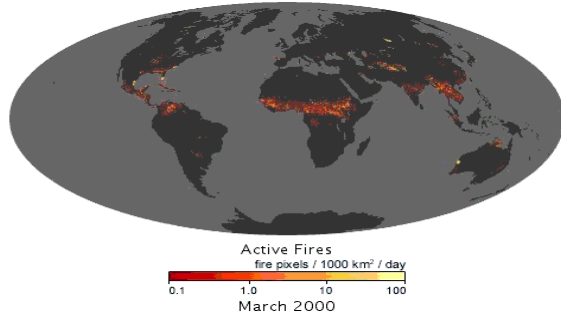 Active Fires
fire pixels / 1000 km² / day
0.1 1.0 10 100
March 2000